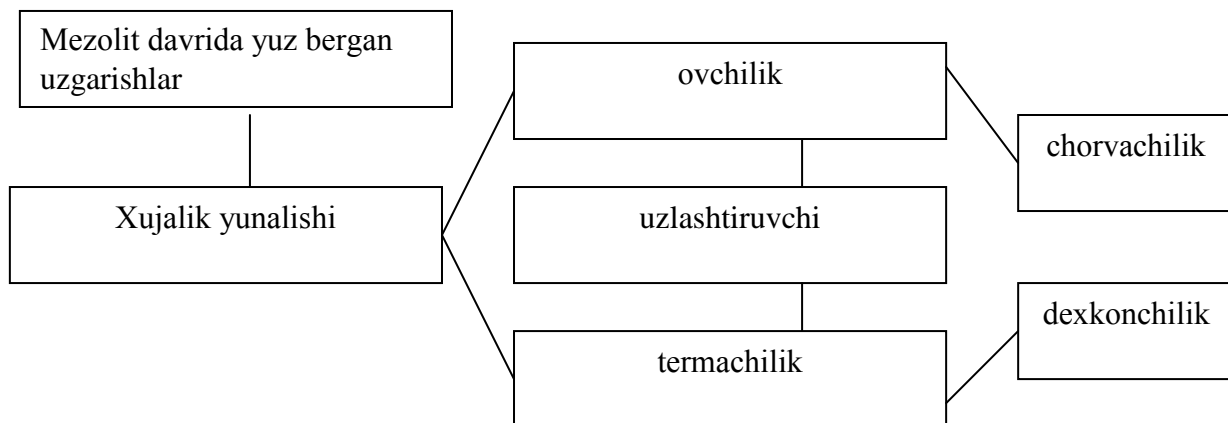 Mezolit davrida yuz bergan
uzgarishlar
ovchilik
chorvachilik
Xujalik yunalishi
uzlashtiruvchi
dexkonchilik
termachilik